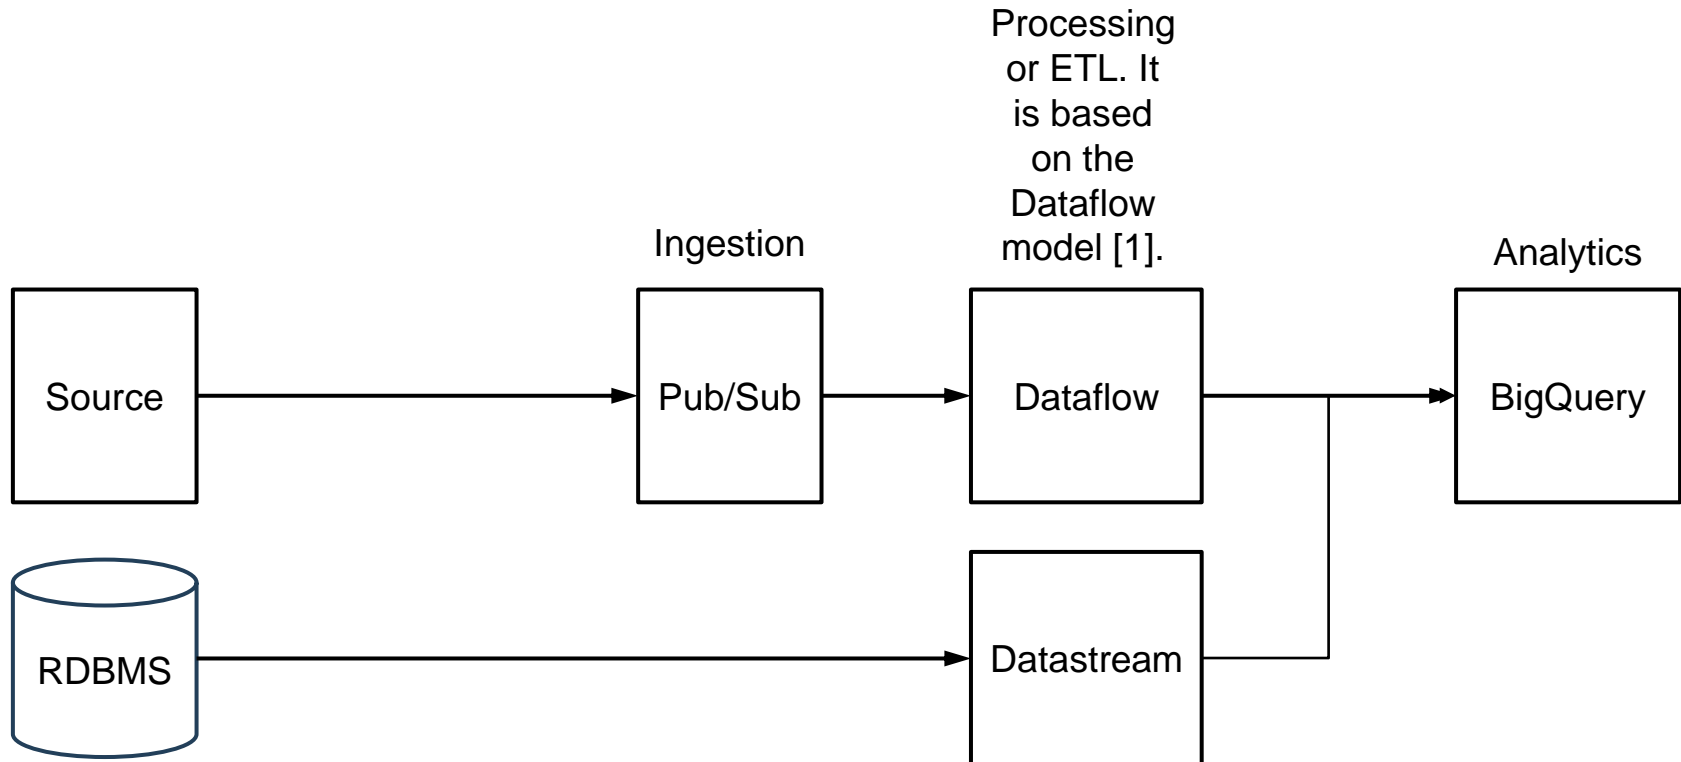 Processing
or ETL. It
is based
on the
Dataflow
model [1].
Ingestion
Analytics
Source
Pub/Sub
Dataflow
BigQuery
RDBMS
Datastream